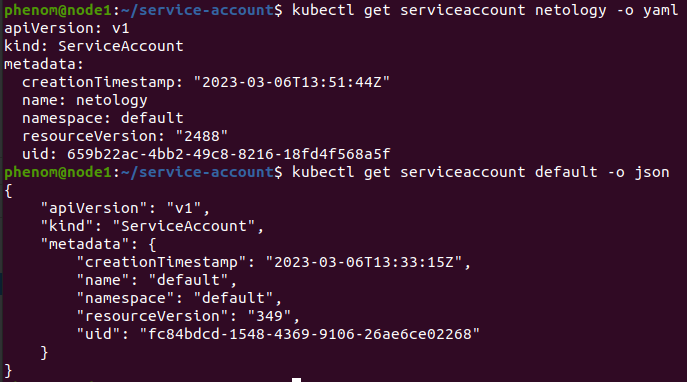 phenom@node1:~/service-account$ kubectl get serviceaccount netology -o yaml
apiVersion: v1
kind: ServiceAccount
metadata:
  creationTimestamp: "2023-03-06T13:51:44Z"
  name: netology
  namespace: default
  resourceVersion: "2488"
  uid: 659b22ac-4bb2-49c8-8216-18fd4f568a5f
phenom@node1:~/service-account$ kubectl get serviceaccount default -o json
{
    "apiVersion": "v1",
    "kind": "ServiceAccount",
    "metadata": {
        "creationTimestamp": "2023-03-06T13:33:15Z",
        "name": "default",
        "namespace": "default",
        "resourceVersion": "349",
        "uid": "fc84bdcd-1548-4369-9106-26ae6ce02268"
    }
}